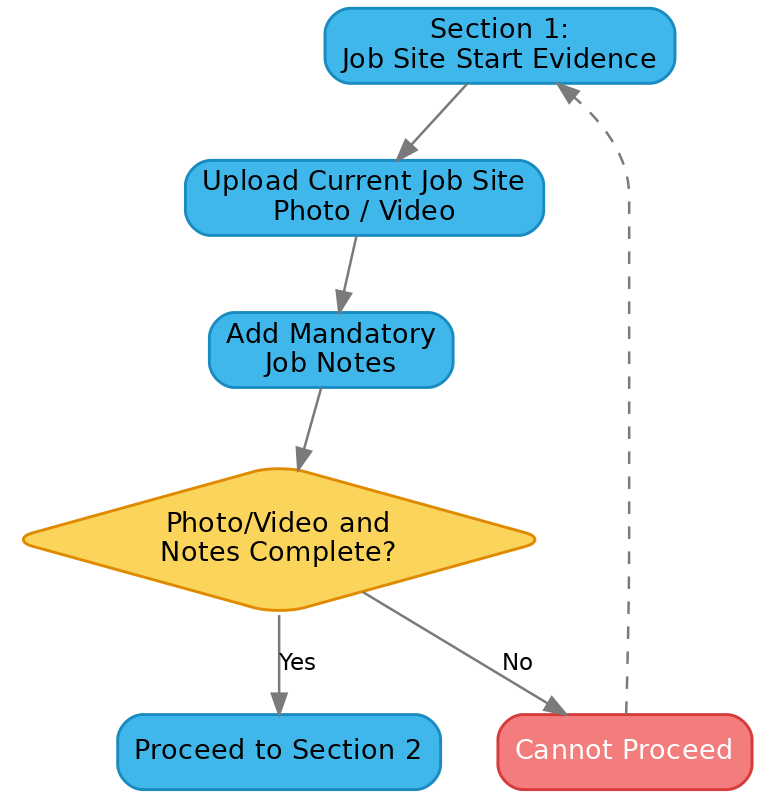 Section 1:
Job Site Start Evidence
Upload Current Job Site
Photo / Video
Add Mandatory
Job Notes
Photo/Video and
Notes Complete?
Yes
No
Proceed to Section 2
Cannot Proceed